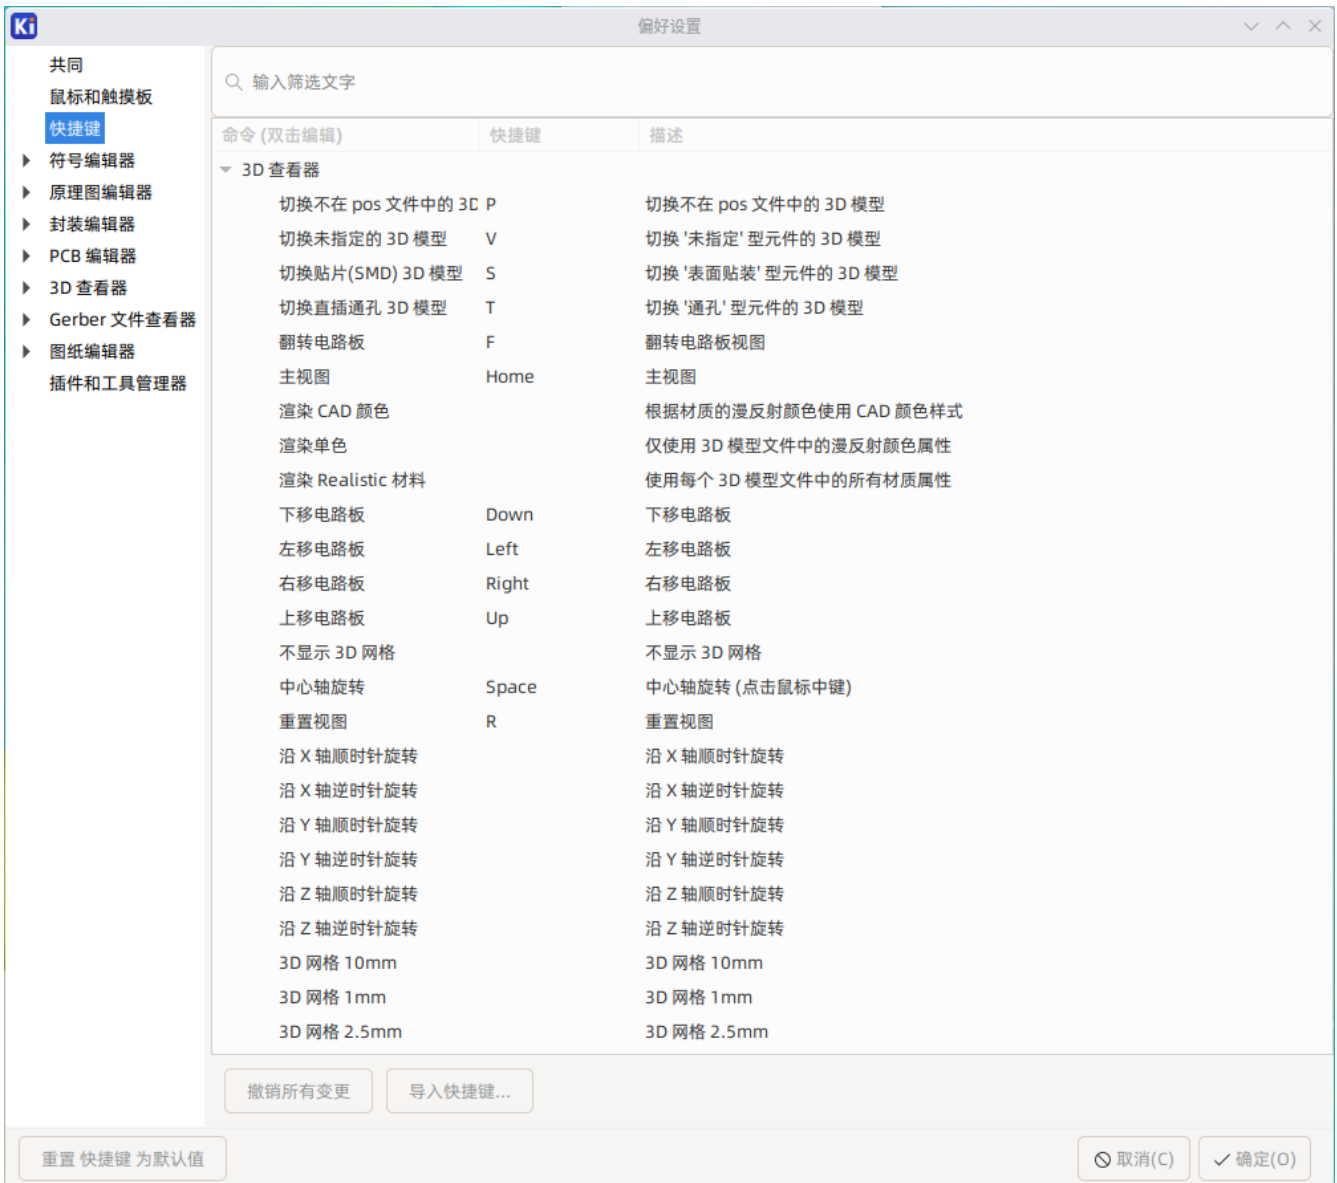 Ki 偏好设置
共同
鼠标和触摸板
快捷键
符号编辑器
原理图编辑器
封装编辑器
PCB 编辑器
3D 查看器
Gerber 文件查看器
图纸编辑器
插件和工具管理器
输入筛选文字
命令 (双击编辑) 快捷键 描述
3D 查看器
切换不在 pos 文件中的 3D P 切换不在 pos 文件中的 3D 模型
切换未指定的 3D 模型 V 切换 '未指定' 型元件的 3D 模型
切换贴片(SMD) 3D 模型 S 切换 '表面贴装' 型元件的 3D 模型
切换直插通孔 3D 模型 T 切换 '通孔' 型元件的 3D 模型
翻转电路板 F 翻转电路板视图
主视图 Home 主视图
渲染 CAD 颜色 根据材质的漫反射颜色使用 CAD 颜色样式
渲染单色 仅使用 3D 模型文件中的漫反射颜色属性
渲染 Realistic 材料 使用每个 3D 模型文件中的所有材质属性
下移电路板 Down 下移电路板
左移电路板 Left 左移电路板
右移电路板 Right 右移电路板
上移电路板 Up 上移电路板
不显示 3D 网格 不显示 3D 网格
中心轴旋转 Space 中心轴旋转 (点击鼠标中键)
重置视图 R 重置视图
沿 X 轴顺时针旋转 沿 X 轴顺时针旋转
沿 X 轴逆时针旋转 沿 X 轴逆时针旋转
沿 Y 轴顺时针旋转 沿 Y 轴顺时针旋转
沿 Y 轴逆时针旋转 沿 Y 轴逆时针旋转
沿 Z 轴顺时针旋转 沿 Z 轴顺时针旋转
沿 Z 轴逆时针旋转 沿 Z 轴逆时针旋转
3D 网格 10mm 3D 网格 10mm
3D 网格 1mm 3D 网格 1mm
3D 网格 2.5mm 3D 网格 2.5mm
撤销所有变更 导入快捷键...
重置 快捷键 为默认值 取消(C) 确定(O)